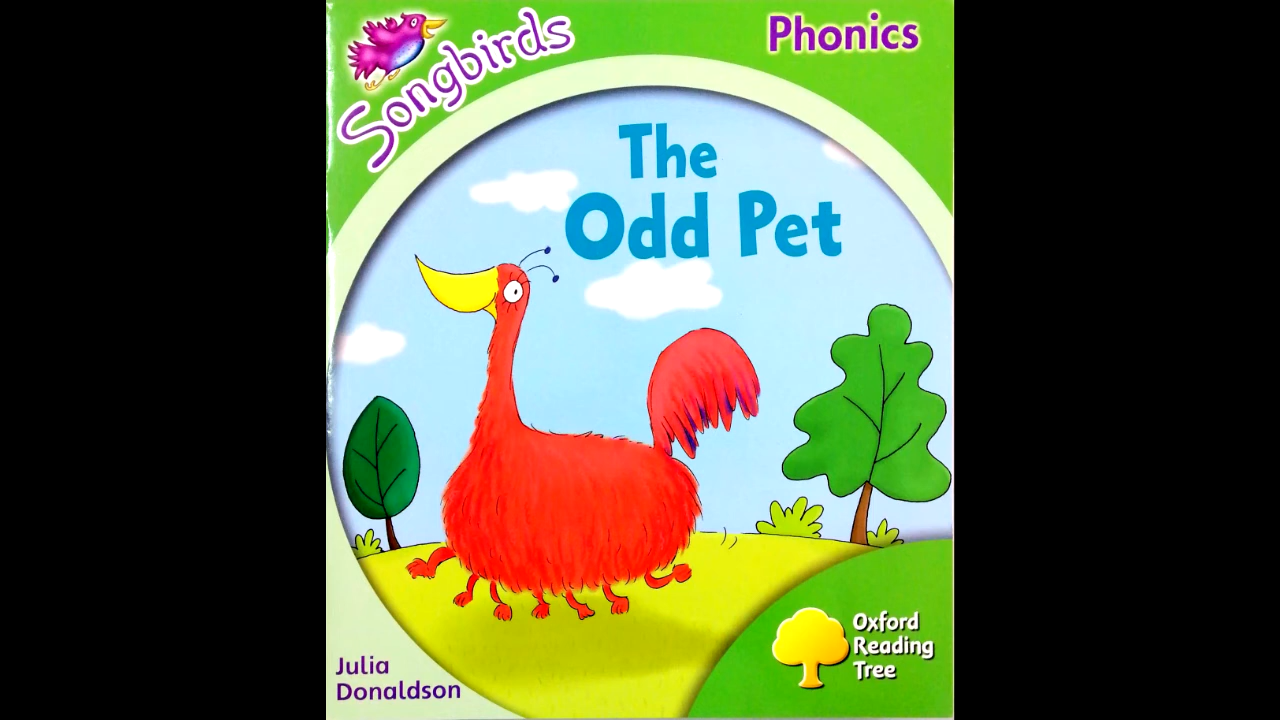 Songbirds
Phonics
The
Odd Pet
Julia
Donaldson
Oxford
Reading
Tree